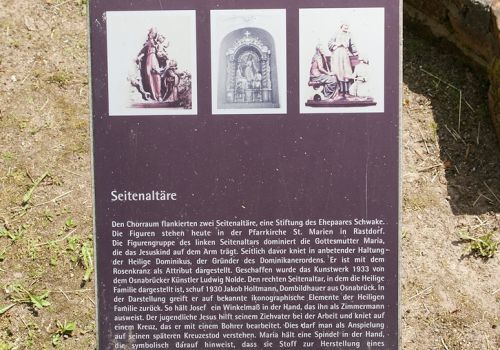 Seitenaltäre
Den Chorraum flankierten zwei Seitenaltäre, eine Stiftung des Ehepaares Schwake.
Die Figuren stehen heute in der Pfarrkirche St. Marien in Rastdorf.
Die Figurengruppe des linken Seitenaltars dominiert die Gottesmutter Maria,
die das Jesuskind auf dem Arm trägt. Seitlich davor kniet in anbetender Haltung
der Heilige Dominikus, der Gründer des Dominikanerordens. Er ist mit dem
Rosenkranz als Attribut dargestellt. Geschaffen wurde das Kunstwerk 1933 von
dem Osnabrücker Künstler Ludwig Nolde. Den rechten Seitenaltar, in dem die Heilige
Familie dargestellt ist, schuf 1930 Jakob Holtmann, Dombildhauer aus Osnabrück. In
der Darstellung greift er auf bekannte ikonographische Elemente der Heiligen
Familie zurück. So hält Josef ein Winkelmaß in der Hand, das ihn als Zimmermann
ausweist. Der jugendliche Jesus hilft seinem Ziehvater bei der Arbeit und kniet auf
einem Kreuz, das er mit einem Bohrer bearbeitet. Dies darf man als Anspielung
auf seinen späteren Kreuzestod verstehen. Maria hält eine Spindel in der Hand,
die symbolisch darauf hinweist, dass sie Stoff zur Herstellung eines